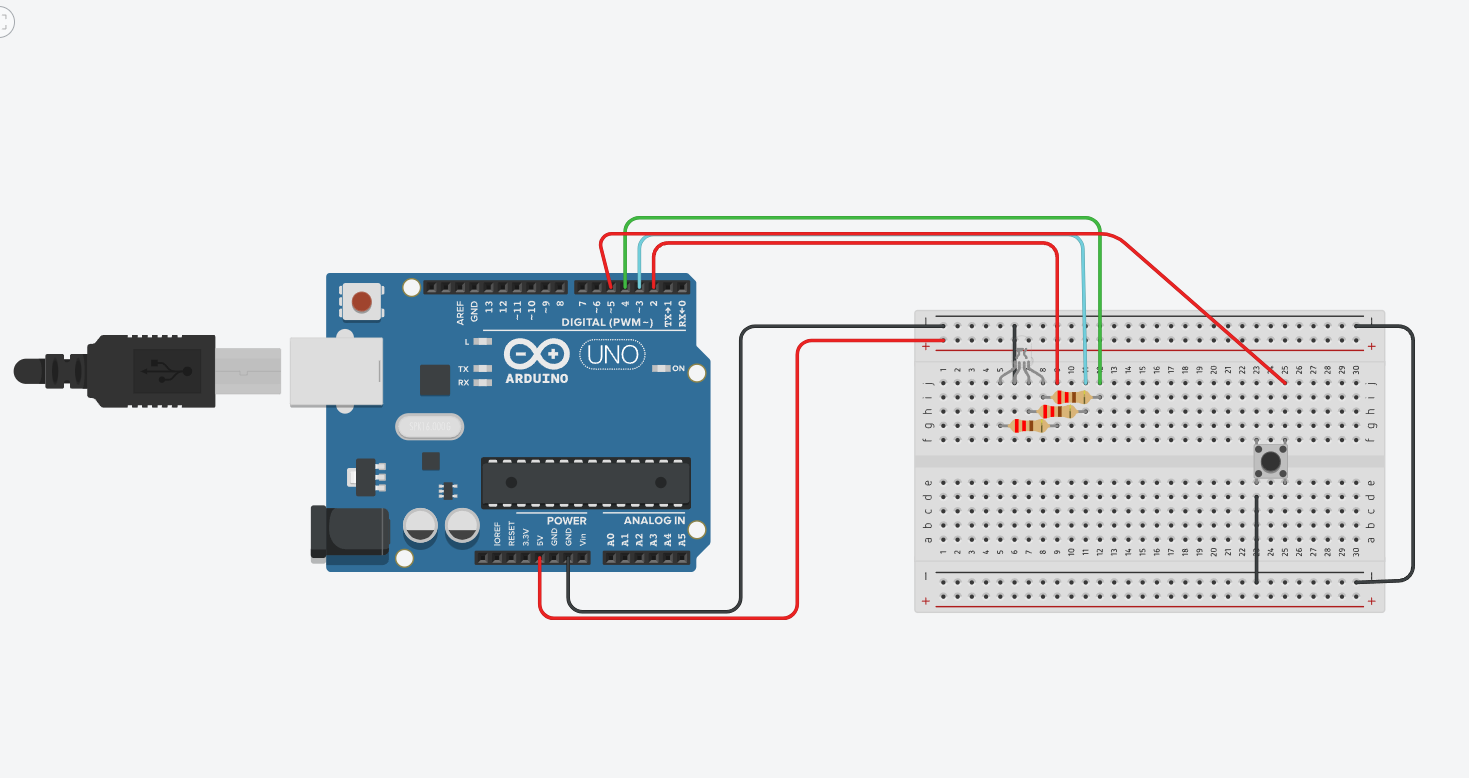 AREF
GND
13
12
~11
~10
~9
8
7
~6
~5
4
~3
2
TX→1
RX←0
DIGITAL (PWM~)
L
TX
RX
ARDUINO
UNO
ON
POWER
ANALOG IN
IOREF
RESET
3.3V
5V
GND
GND
Vin
A0
A1
A2
A3
A4
A5
1 2 3 4 5 6 7 8 9 10 11 12 13 14 15 16 17 18 19 20 21 22 23 24 25 26 27 28 29 30
j
i
h
g
f
e
d
c
b
a
j
i
h
g
f
e
d
c
b
a
1 2 3 4 5 6 7 8 9 10 11 12 13 14 15 16 17 18 19 20 21 22 23 24 25 26 27 28 29 30